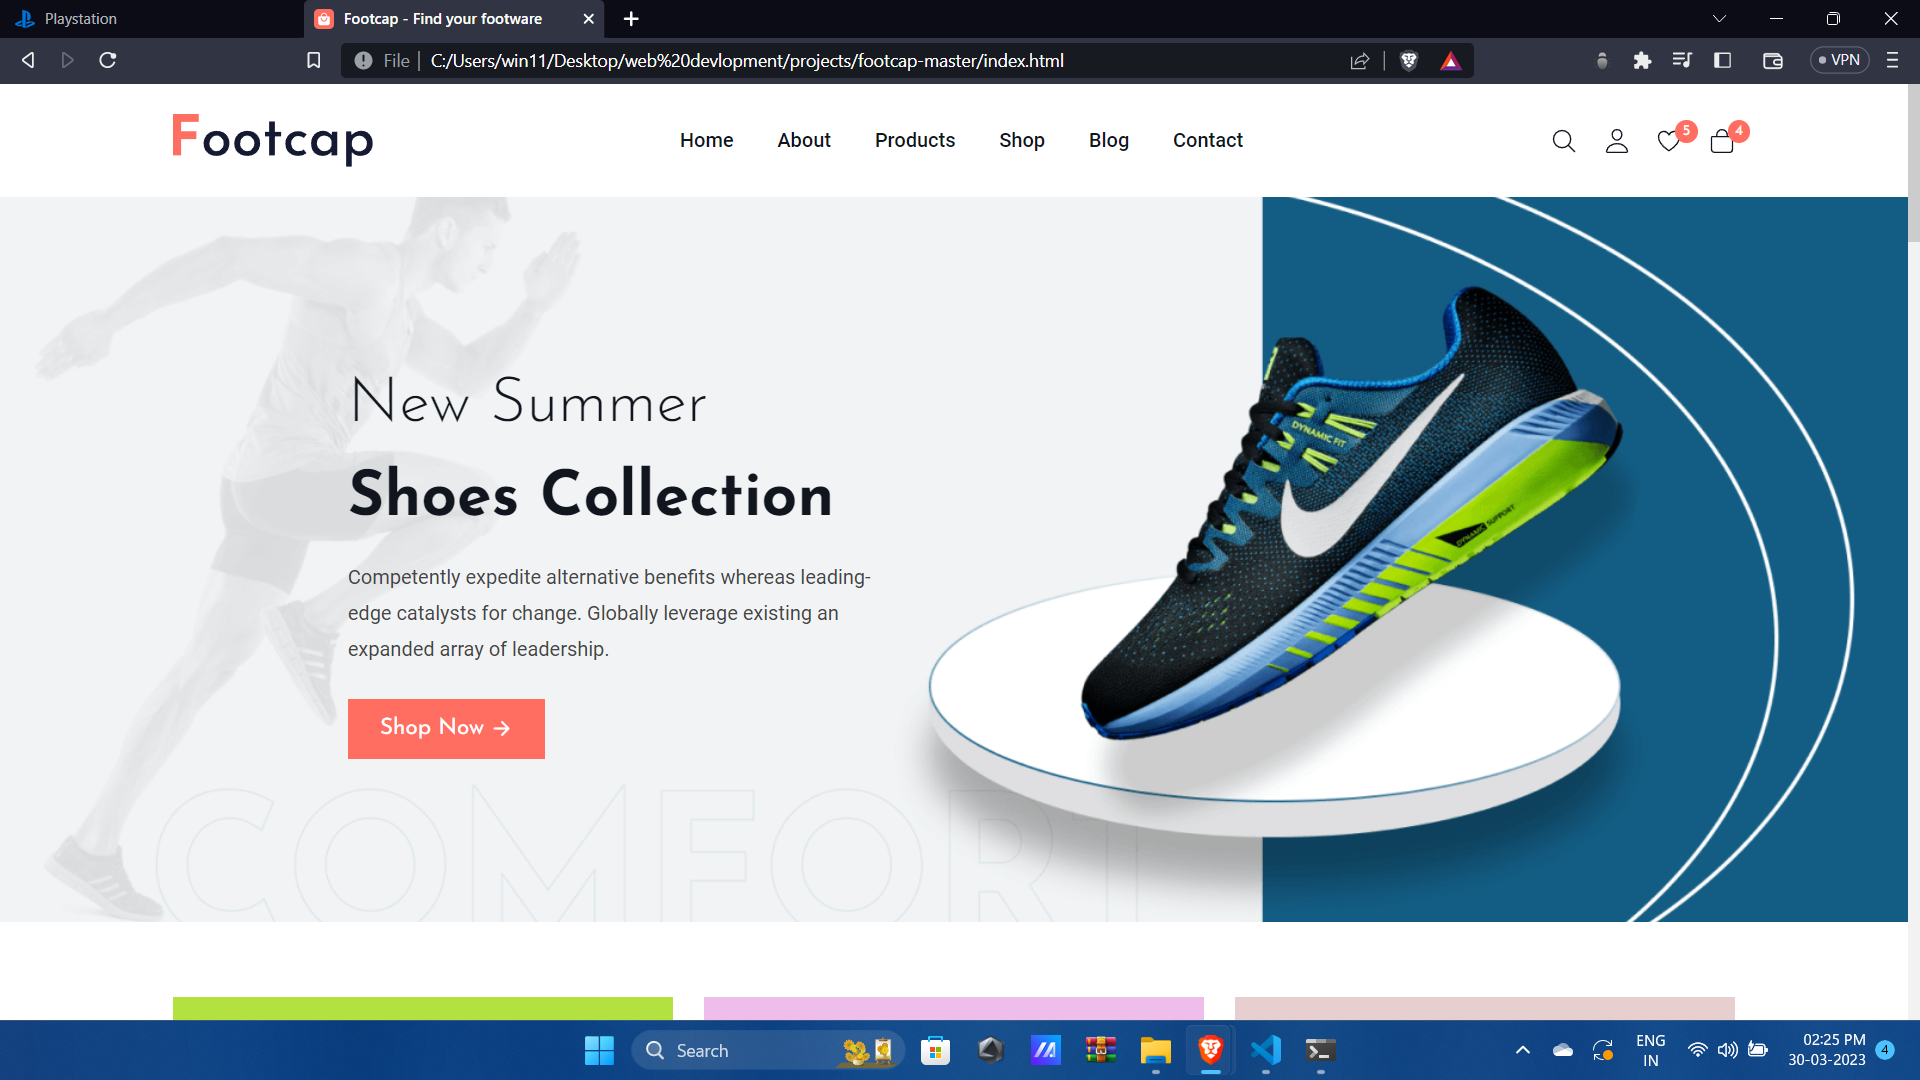 Playstation
Footcap - Find your footware
File
C:/Users/win11/Desktop/web%20devlopment/projects/footcap-master/index.html
VPN
Footcap
Home
About
Products
Shop
Blog
Contact
5
4
New Summer
Shoes Collection
Competently expedite alternative benefits whereas leading-
edge catalysts for change. Globally leverage existing an
expanded array of leadership.
Shop Now →
DYNAMIC FIT
DYNAMIC SUPPORT
COMFORT
Search
ENG
IN
02:25 PM
30-03-2023
4